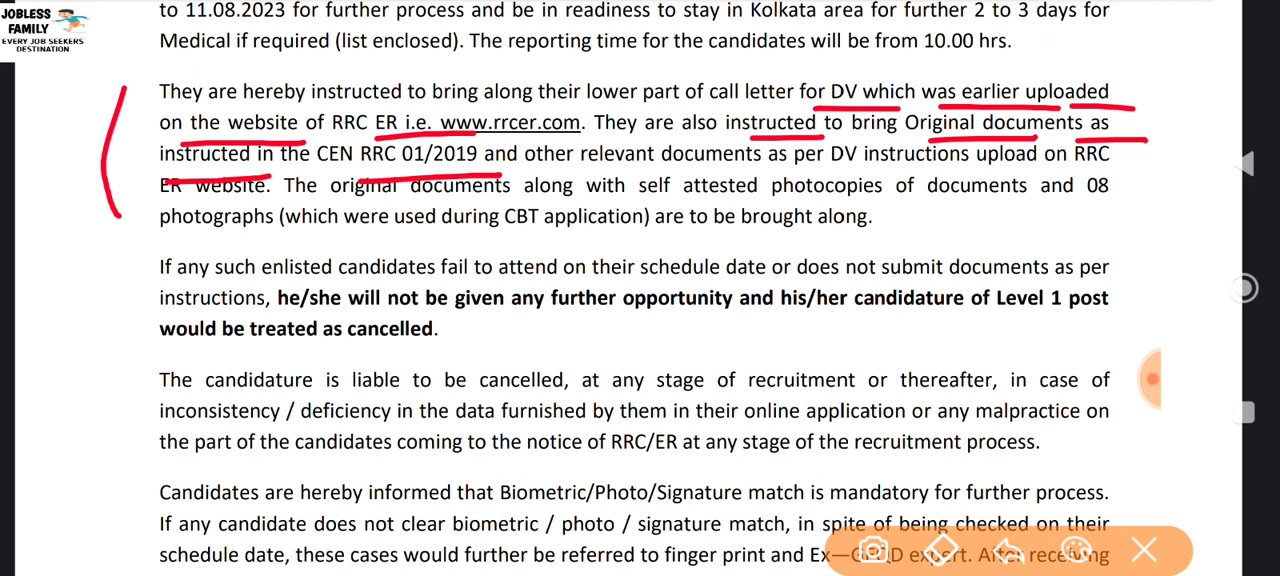 JOBLESS
FAMILY
EVERY JOB SEEKERS
DESTINATION
to 11.08.2023 for further process and be in readiness to stay in Kolkata area for further 2 to 3 days for
Medical if required (list enclosed). The reporting time for the candidates will be from 10.00 hrs.
They are hereby instructed to bring along their lower part of call letter for DV which was earlier uploaded
on the website of RRC ER i.e. www.rrcer.com. They are also instructed to bring Original documents as
instructed in the CEN RRC 01/2019 and other relevant documents as per DV instructions upload on RRC
ER website. The original documents along with self attested photocopies of documents and 08
photographs (which were used during CBT application) are to be brought along.
If any such enlisted candidates fail to attend on their schedule date or does not submit documents as per
instructions, he/she will not be given any further opportunity and his/her candidature of Level 1 post
would be treated as cancelled.
The candidature is liable to be cancelled, at any stage of recruitment or thereafter, in case of
inconsistency / deficiency in the data furnished by them in their online application or any malpractice on
the part of the candidates coming to the notice of RRC/ER at any stage of the recruitment process.
Candidates are hereby informed that Biometric/Photo/Signature match is mandatory for further process.
If any candidate does not clear biometric / photo / signature match, in spite of being checked on their
schedule date, these cases would further be referred to finger print and Ex—GEQD expert. After receiving